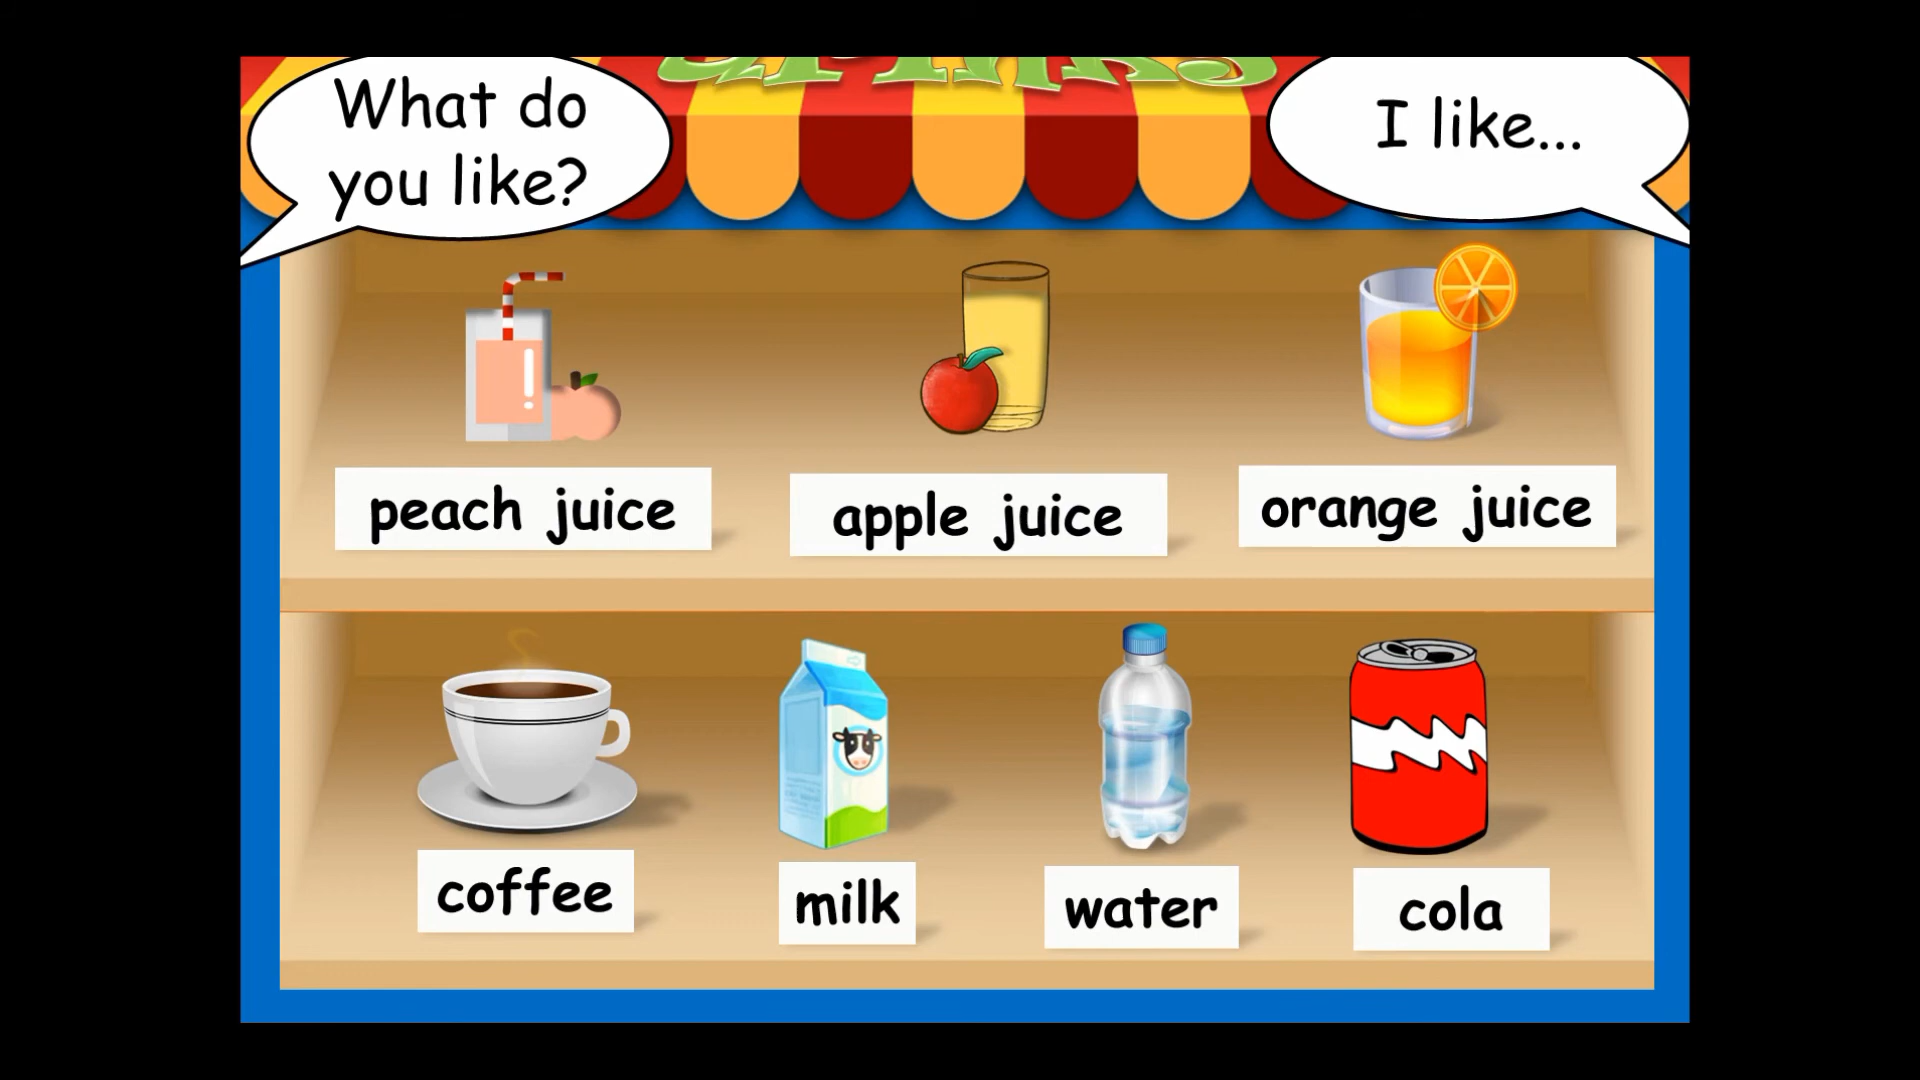 What do
you like?
I like...
peach juice
apple juice
orange juice
coffee
milk
water
cola